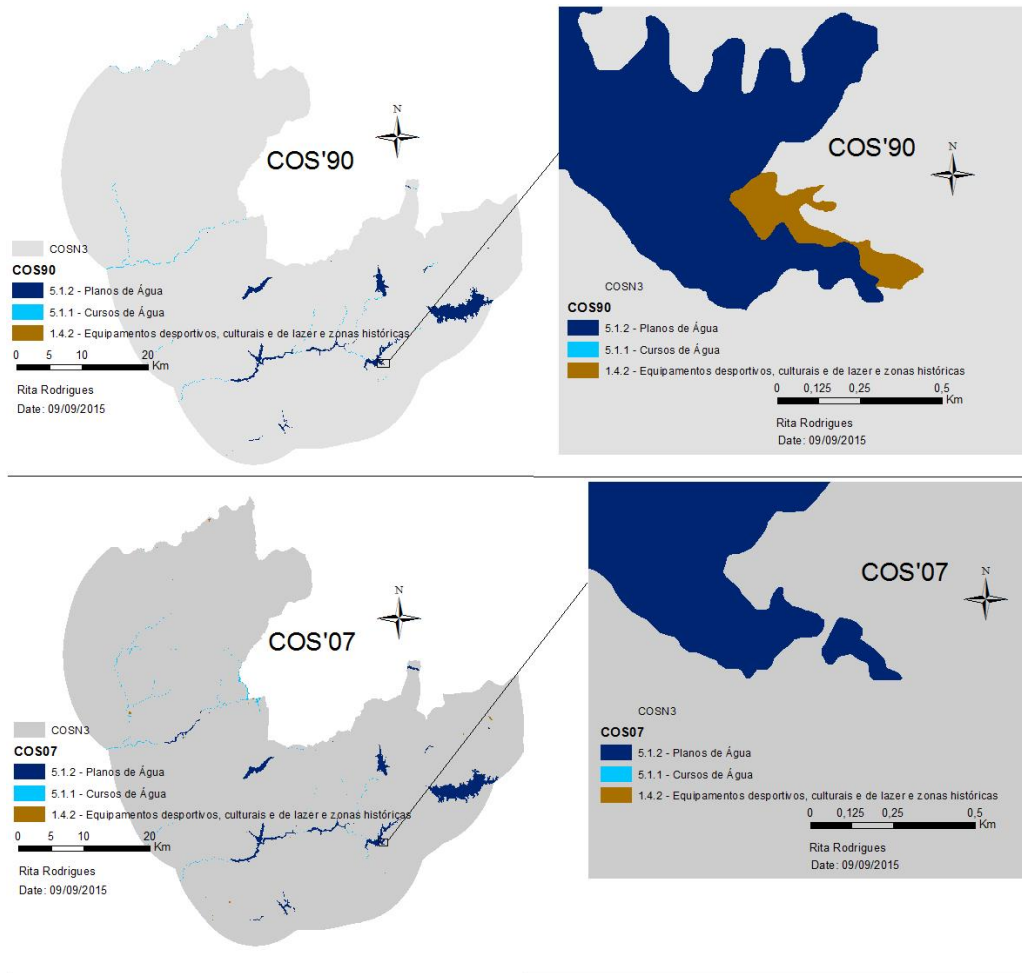 N
COS'90
COSN3
COS90
5.1.2 - Planos de Água
5.1.1 - Cursos de Água
1.4.2 - Equipamentos desportivos, culturais e de lazer e zonas históricas
0 5 10 20
Km
Rita Rodrigues
Date: 09/09/2015
COS'90
N
COSN3
COS90
5.1.2 - Planos de Água
5.1.1 - Cursos de Água
1.4.2 - Equipamentos desportivos, culturais e de lazer e zonas históricas
0 0,125 0,25 0,5
Km
Rita Rodrigues
Date: 09/09/2015
N
COS'07
COSN3
COS07
5.1.2 - Planos de Água
5.1.1 - Cursos de Água
1.4.2 - Equipamentos desportivos, culturais e de lazer e zonas históricas
0 5 10 20
Km
Rita Rodrigues
Date: 09/09/2015
COS'07
N
COSN3
COS07
5.1.2 - Planos de Água
5.1.1 - Cursos de Água
1.4.2 - Equipamentos desportivos, culturais e de lazer e zonas históricas
0 0,125 0,25 0,5
Km
Rita Rodrigues
Date: 09/09/2015